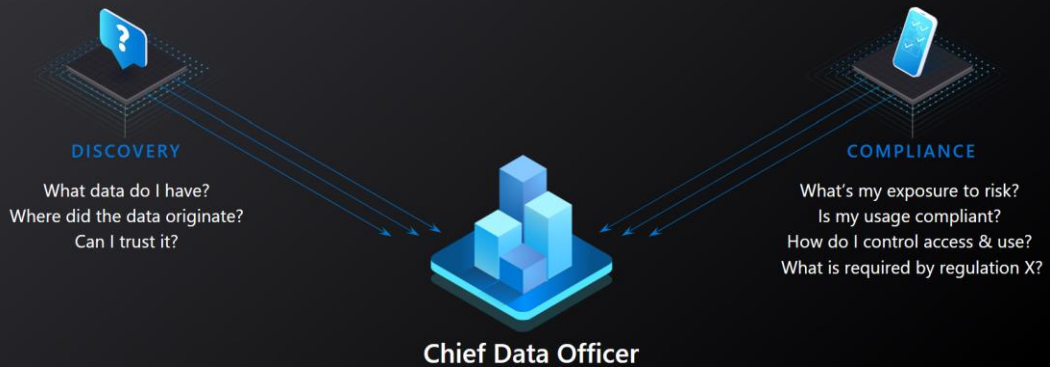 ?
DISCOVERY
What data do I have?
Where did the data originate?
Can I trust it?
COMPLIANCE
What's my exposure to risk?
Is my usage compliant?
How do I control access & use?
What is required by regulation X?
Chief Data Officer